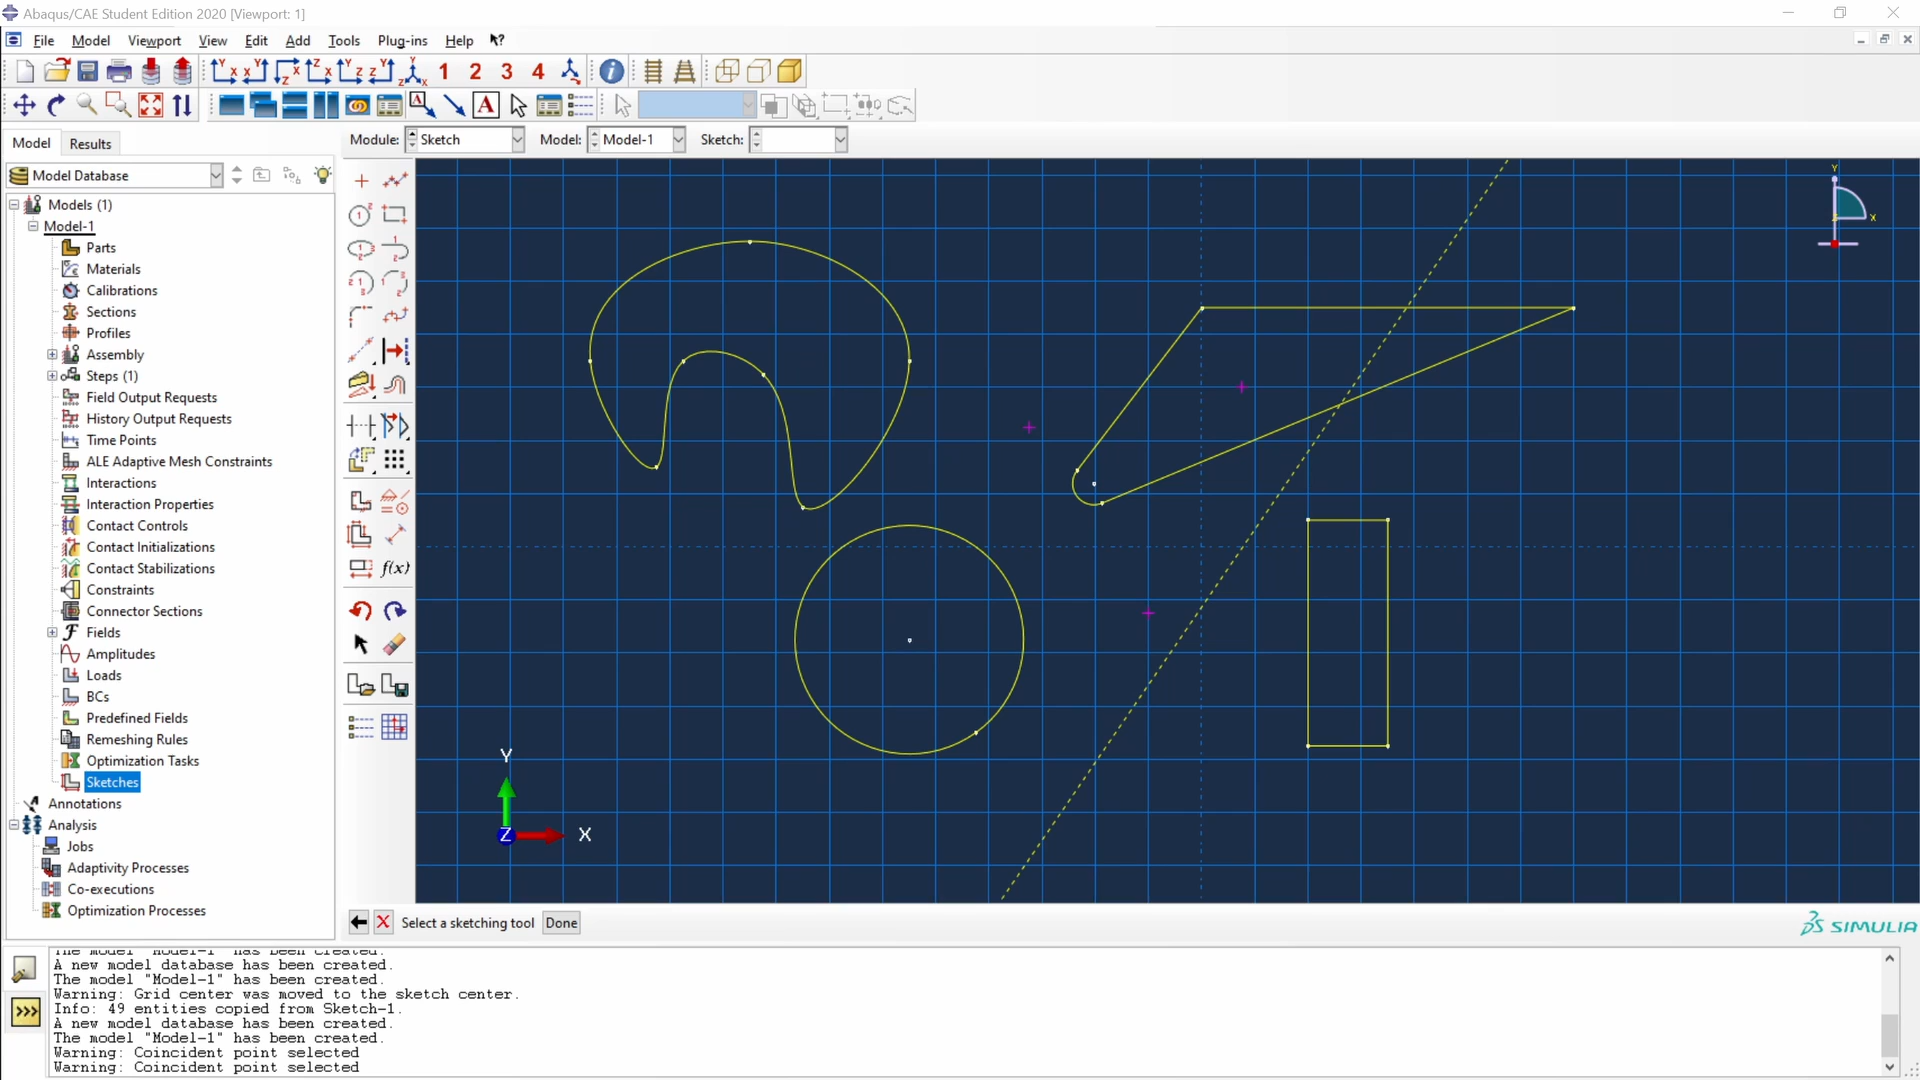 Abaqus/CAE Student Edition 2020 [Viewport: 1]
File Model Viewport View Edit Add Tools Plug-ins Help
1 2 3 4
A
Model Results
Module: Sketch Model: Model-1 Sketch:
Model Database
Models (1)
Model-1
Parts
Materials
Calibrations
Sections
Profiles
Assembly
Steps (1)
Field Output Requests
History Output Requests
Time Points
ALE Adaptive Mesh Constraints
Interactions
Interaction Properties
Contact Controls
Contact Initializations
Contact Stabilizations
Constraints
Connector Sections
Fields
Amplitudes
Loads
BCs
Predefined Fields
Remeshing Rules
Optimization Tasks
Sketches
Annotations
Analysis
Jobs
Adaptivity Processes
Co-executions
Optimization Processes
f(x)
Y
X
Y
Z
X
Select a sketching tool Done
SIMULIA
The model "Model-1" has been created.
A new model database has been created.
The model "Model-1" has been created.
Warning: Grid center was moved to the sketch center.
Info: 49 entities copied from Sketch-1.
A new model database has been created.
The model "Model-1" has been created.
Warning: Coincident point selected
Warning: Coincident point selected
>>>